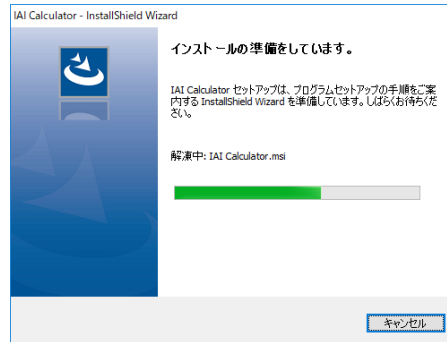 IAI Calculator - InstallShield Wizard
インストールの準備をしています。
IAI Calculator セットアップは、プログラムセットアップの手順をご案
内する InstallShield Wizard を準備しています。しばらくお待ちくだ
さい。
解凍中: IAI Calculator.msi
キャンセル